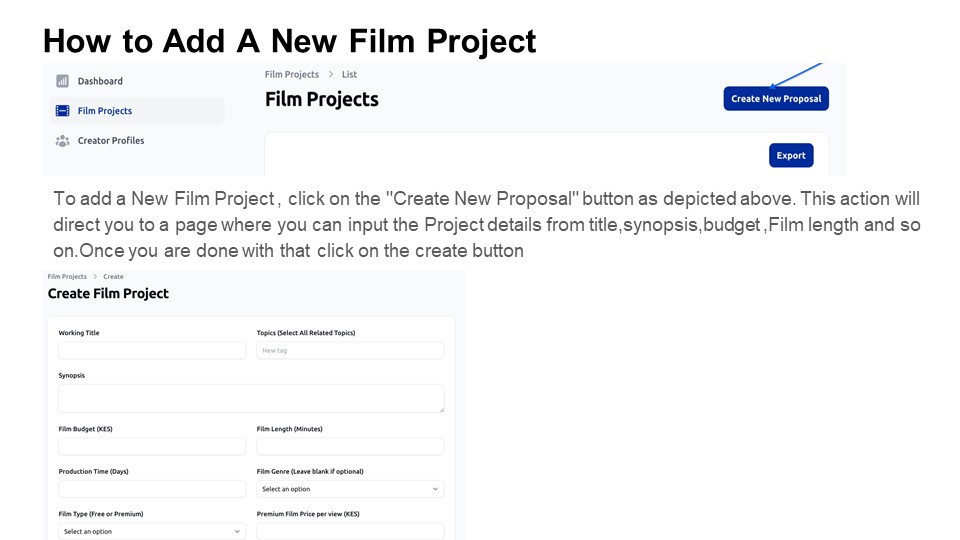 How to Add A New Film Project
Dashboard
Film Projects
Creator Profiles
Film Projects > List
Film Projects
Create New Proposal
Export
To add a New Film Project, click on the "Create New Proposal" button as depicted above. This action will
direct you to a page where you can input the Project details from title,synopsis,budget,Film length and so
on.Once you are done with that click on the create button
Film Projects > Create
Create Film Project
Working Title
Topics (Select All Related Topics)
New tag
Synopsis
Film Budget (KES)
Film Length (Minutes)
Production Time (Days)
Film Genre (Leave blank if optional)
Select an option
Film Type (Free or Premium)
Premium Film Price per view (KES)
Select an option